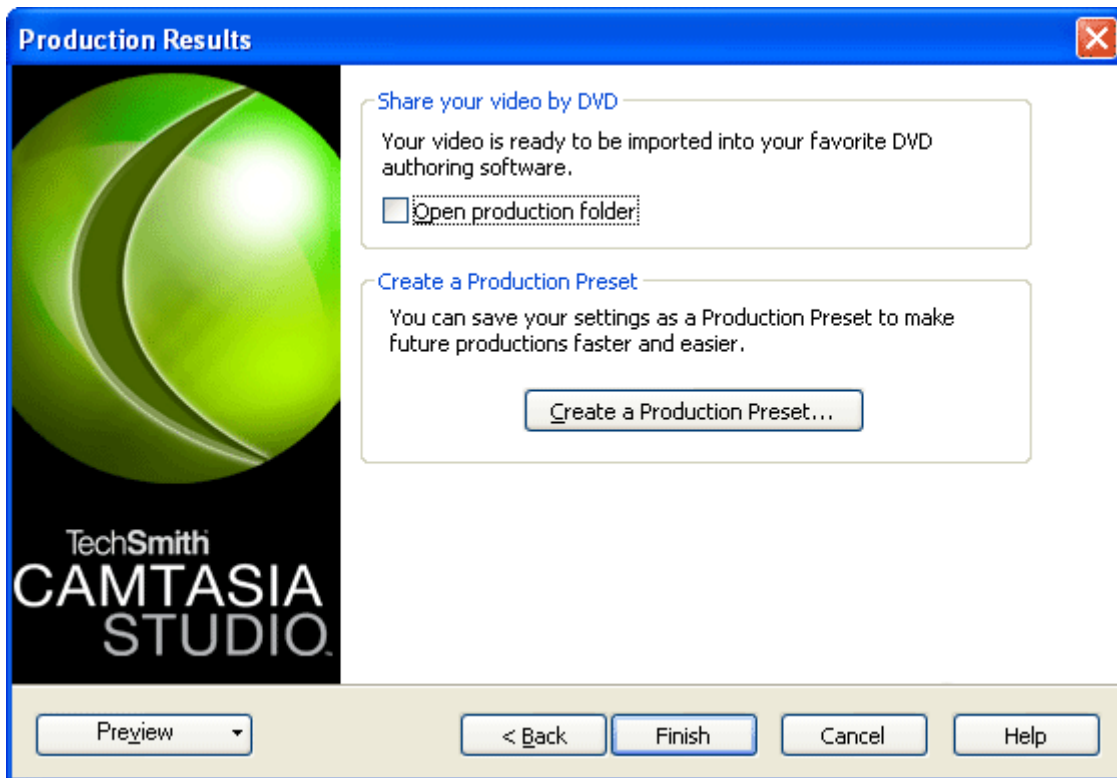 Production Results
Share your video by DVD
Your video is ready to be imported into your favorite DVD
authoring software.
Open production folder
Create a Production Preset
You can save your settings as a Production Preset to make
future productions faster and easier.
Create a Production Preset...
TechSmith
CAMTASIA
STUDIO™
Preview
< Back
Finish
Cancel
Help